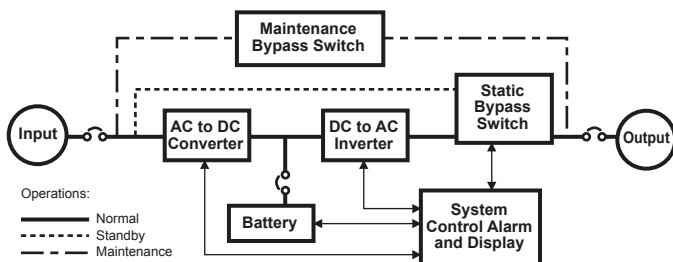 Maintenance
Bypass Switch
Static
Bypass
Switch
Input
AC to DC
Converter
DC to AC
Inverter
Output
Operations:
Normal
Standby
Maintenance
Battery
System
Control Alarm
and Display